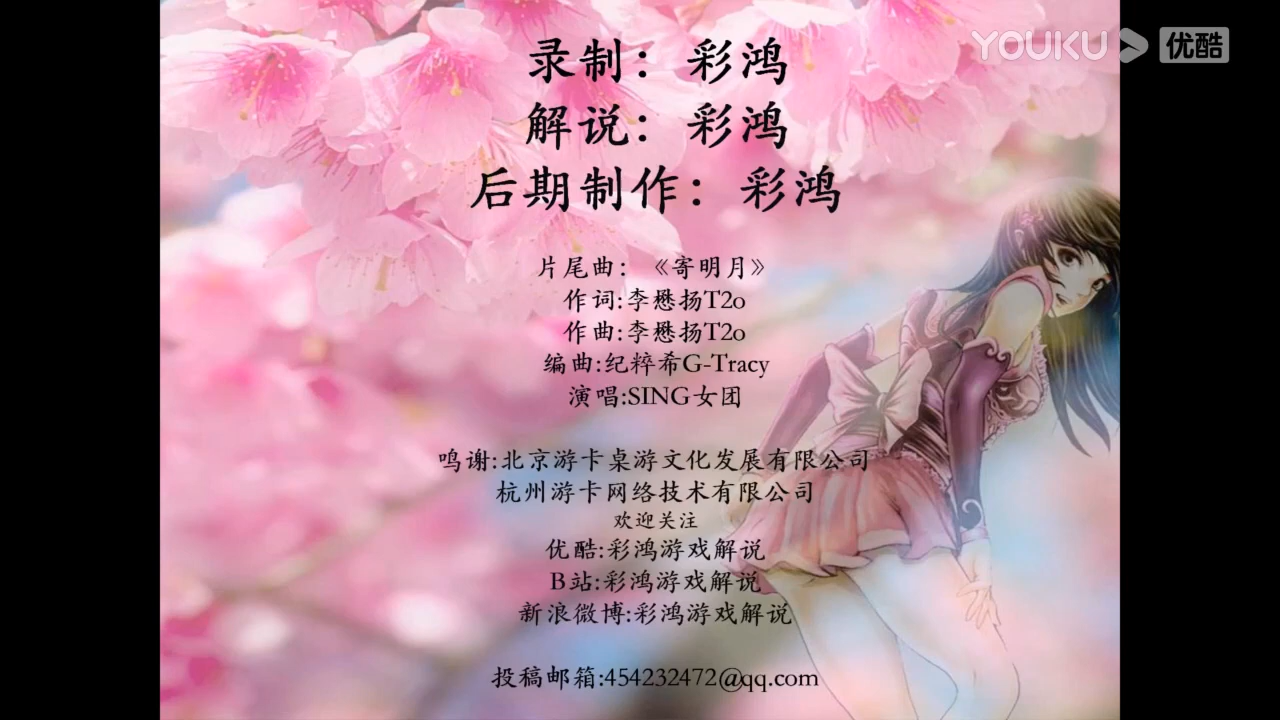 YOUKU 优酷
录制：彩鸿
解说：彩鸿
后期制作：彩鸿
片尾曲：《寄明月》
作词:李懋扬T2o
作曲:李懋扬T2o
编曲:纪粹希G-Tracy
演唱:SING女团
鸣谢:北京游卡桌游文化发展有限公司
杭州游卡网络技术有限公司
欢迎关注
优酷:彩鸿游戏解说
B站:彩鸿游戏解说
新浪微博:彩鸿游戏解说
投稿邮箱:454232472@qq.com